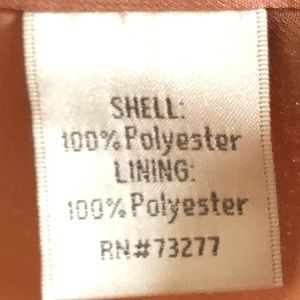 SHELL:
100% Polyester
LINING:
100% Polyester
RN#73277